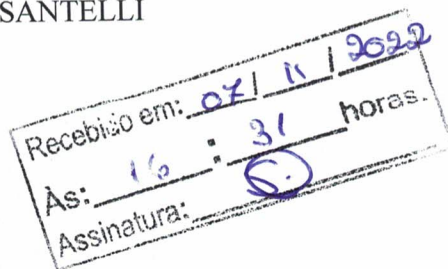 SANTELLI
Recebido em: 07/11/2022
Às: 16 : 31 horas.
Assinatura: